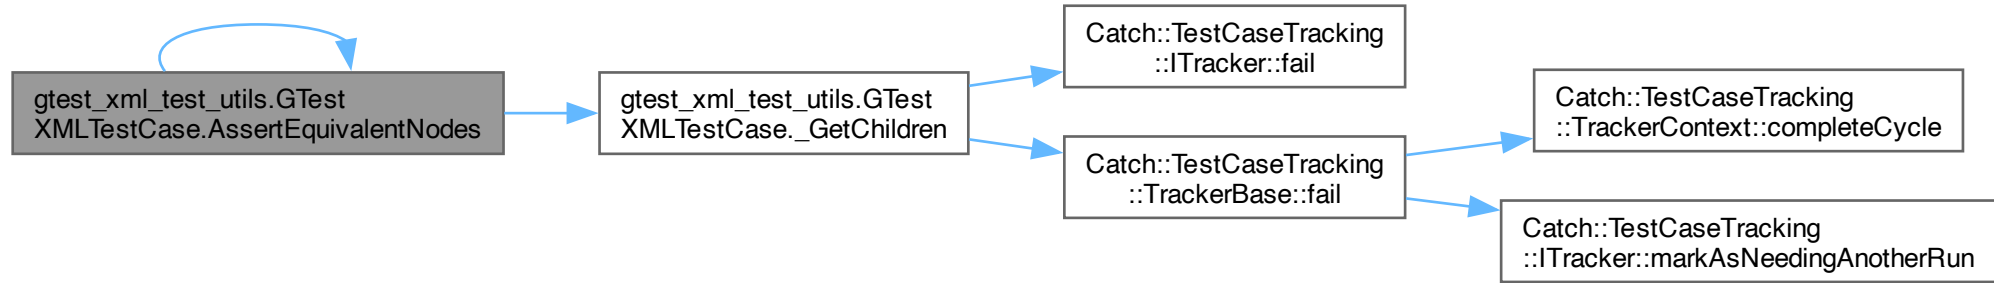 gtest_xml_test_utils.GTest
XMLTestCase.AssertEquivalentNodes
gtest_xml_test_utils.GTest
XMLTestCase._GetChildren
Catch::TestCaseTracking
::ITracker::fail
Catch::TestCaseTracking
::TrackerBase::fail
Catch::TestCaseTracking
::TrackerContext::completeCycle
Catch::TestCaseTracking
::ITracker::markAsNeedingAnotherRun